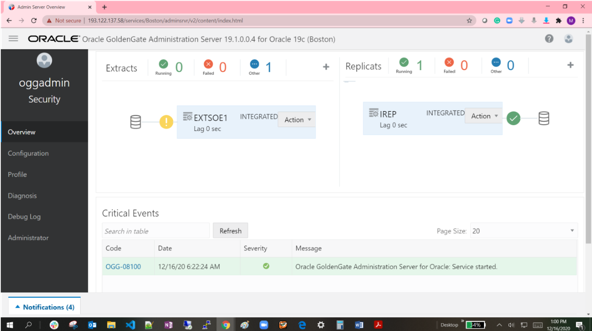 Admin Server Overview
Not secure | 130.122.137.58/services/Boston/adminsrvr/v2/content/index.html
ORACLE Oracle GoldenGate Administration Server 19.1.0.0.4 for Oracle 19c (Boston)
oggadmin
Security
Overview
Configuration
Profile
Diagnosis
Debug Log
Administrator
Extracts 0 0 1
Running Failed Other
EXTSOE1 INTEGRATED Action
Lag 0 sec
Replicats 1 0 0
Running Failed Other
IREP INTEGRATED Action
Lag 0 sec
Critical Events
Search in table Refresh Page Size 20
Code Date Severity Message
OGG-08100 12/16/20 6:22:24 AM Oracle GoldenGate Administration Server for Oracle: Service started.
Notifications (4)
Desktop
1:00 PM
12/16/2020